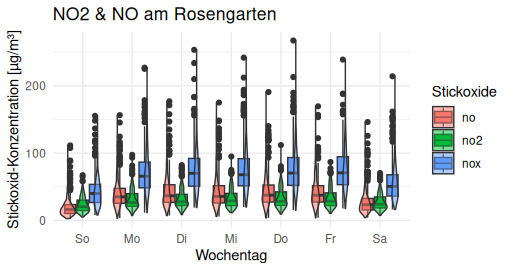 NO2 & NO am Rosengarten
Stickoxid-Konzentration [µg/m³]
200
100
0
So Mo Di Mi Do Fr Sa
Wochentag
Stickoxide
no
no2
nox